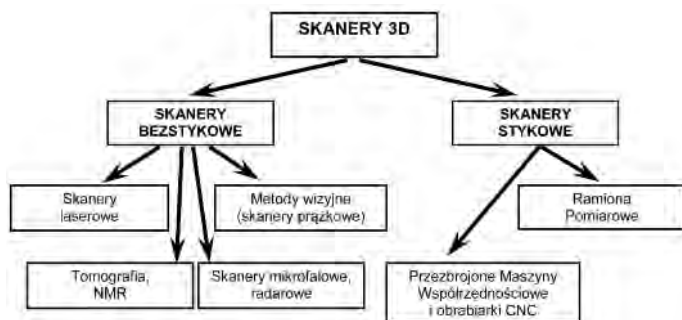 SKANERY 3D
SKANERY
BEZSTYKOWE
SKANERY
STYKOWE
Skanery
laserowe
Metody wizyjne
(skanery prążkowe)
Ramiona
Pomiarowe
Tomografia,
NMR
Skanery mikrofalowe,
radarowe
Przezbrojone Maszyny
Współrzędnościowe
i obrabiarki CNC